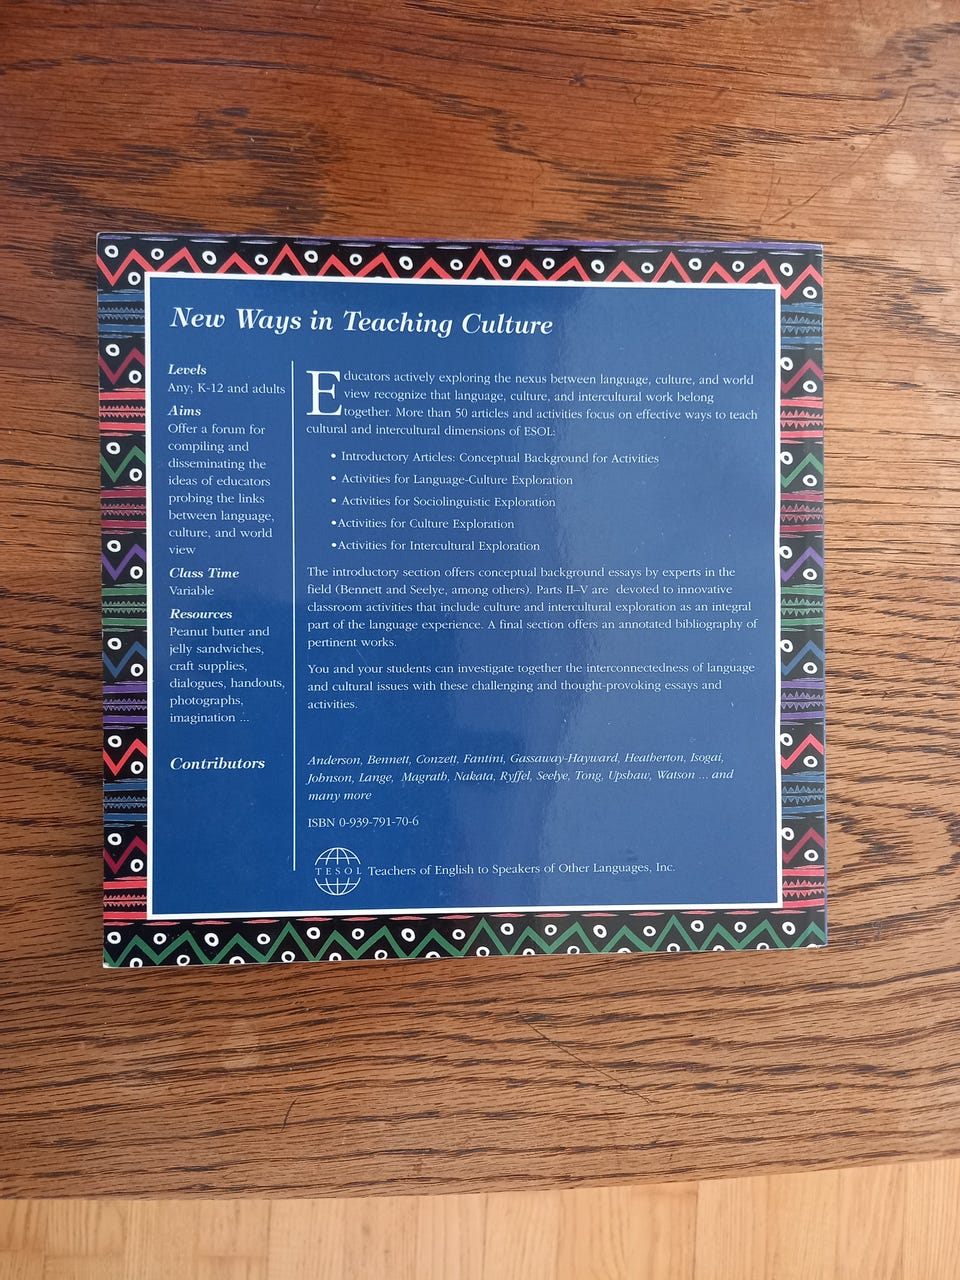 New Ways in Teaching Culture
Levels
Any; K-12 and adults
Aims
Offer a forum for
compiling and
disseminating the
ideas of educators
probing the links
between language,
culture, and world
view
Class Time
Variable
Resources
Peanut butter and
jelly sandwiches,
craft supplies,
dialogues, handouts,
photographs,
imagination ...
Educators actively exploring the nexus between language, culture, and world
view recognize that language, culture, and intercultural work belong
together. More than 50 articles and activities focus on effective ways to teach
cultural and intercultural dimensions of ESOL:
• Introductory Articles: Conceptual Background for Activities
• Activities for Language-Culture Exploration
• Activities for Sociolinguistic Exploration
•Activities for Culture Exploration
•Activities for Intercultural Exploration
The introductory section offers conceptual background essays by experts in the
field (Bennett and Seelye, among others). Parts II–V are devoted to innovative
classroom activities that include culture and intercultural exploration as an integral
part of the language experience. A final section offers an annotated bibliography of
pertinent works.
You and your students can investigate together the interconnectedness of language
and cultural issues with these challenging and thought-provoking essays and
activities.
Contributors
Anderson, Bennett, Conzett, Fantini, Gassaway-Hayward, Heatherton, Isogai,
Johnson, Lange, Magrath, Nakata, Ryffel, Seelye, Tong, Upshaw, Watson ... and
many more
ISBN 0-939-791-70-6
TESOL Teachers of English to Speakers of Other Languages, Inc.